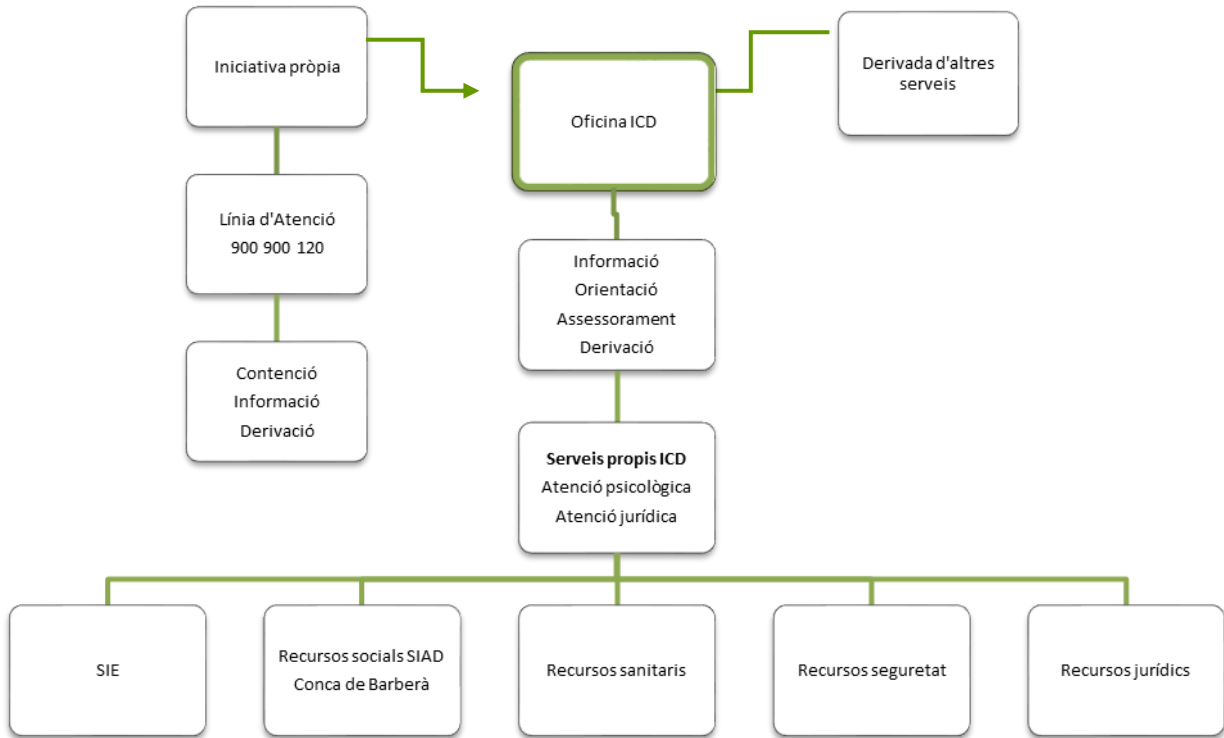 Iniciativa pròpia
Oficina ICD
Derivada d'altres
serveis
Línia d'Atenció
900 900 120
Informació
Orientació
Assessorament
Derivació
Contenció
Informació
Derivació
Serveis propis ICD
Atenció psicològica
Atenció jurídica
SIE
Recursos socials SIAD
Conca de Barberà
Recursos sanitaris
Recursos seguretat
Recursos jurídics